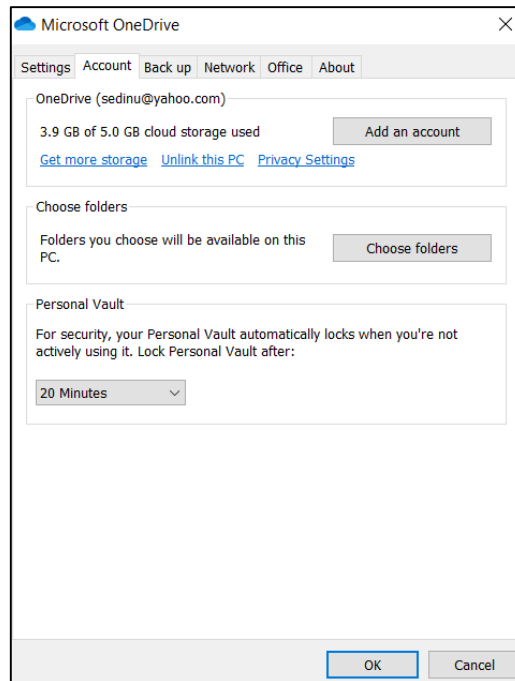 Microsoft OneDrive
Settings Account Back up Network Office About
OneDrive (sedinu@yahoo.com)
3.9 GB of 5.0 GB cloud storage used
Add an account
Get more storage Unlink this PC Privacy Settings
Choose folders
Folders you choose will be available on this
PC.
Choose folders
Personal Vault
For security, your Personal Vault automatically locks when you're not
actively using it. Lock Personal Vault after:
20 Minutes
OK Cancel